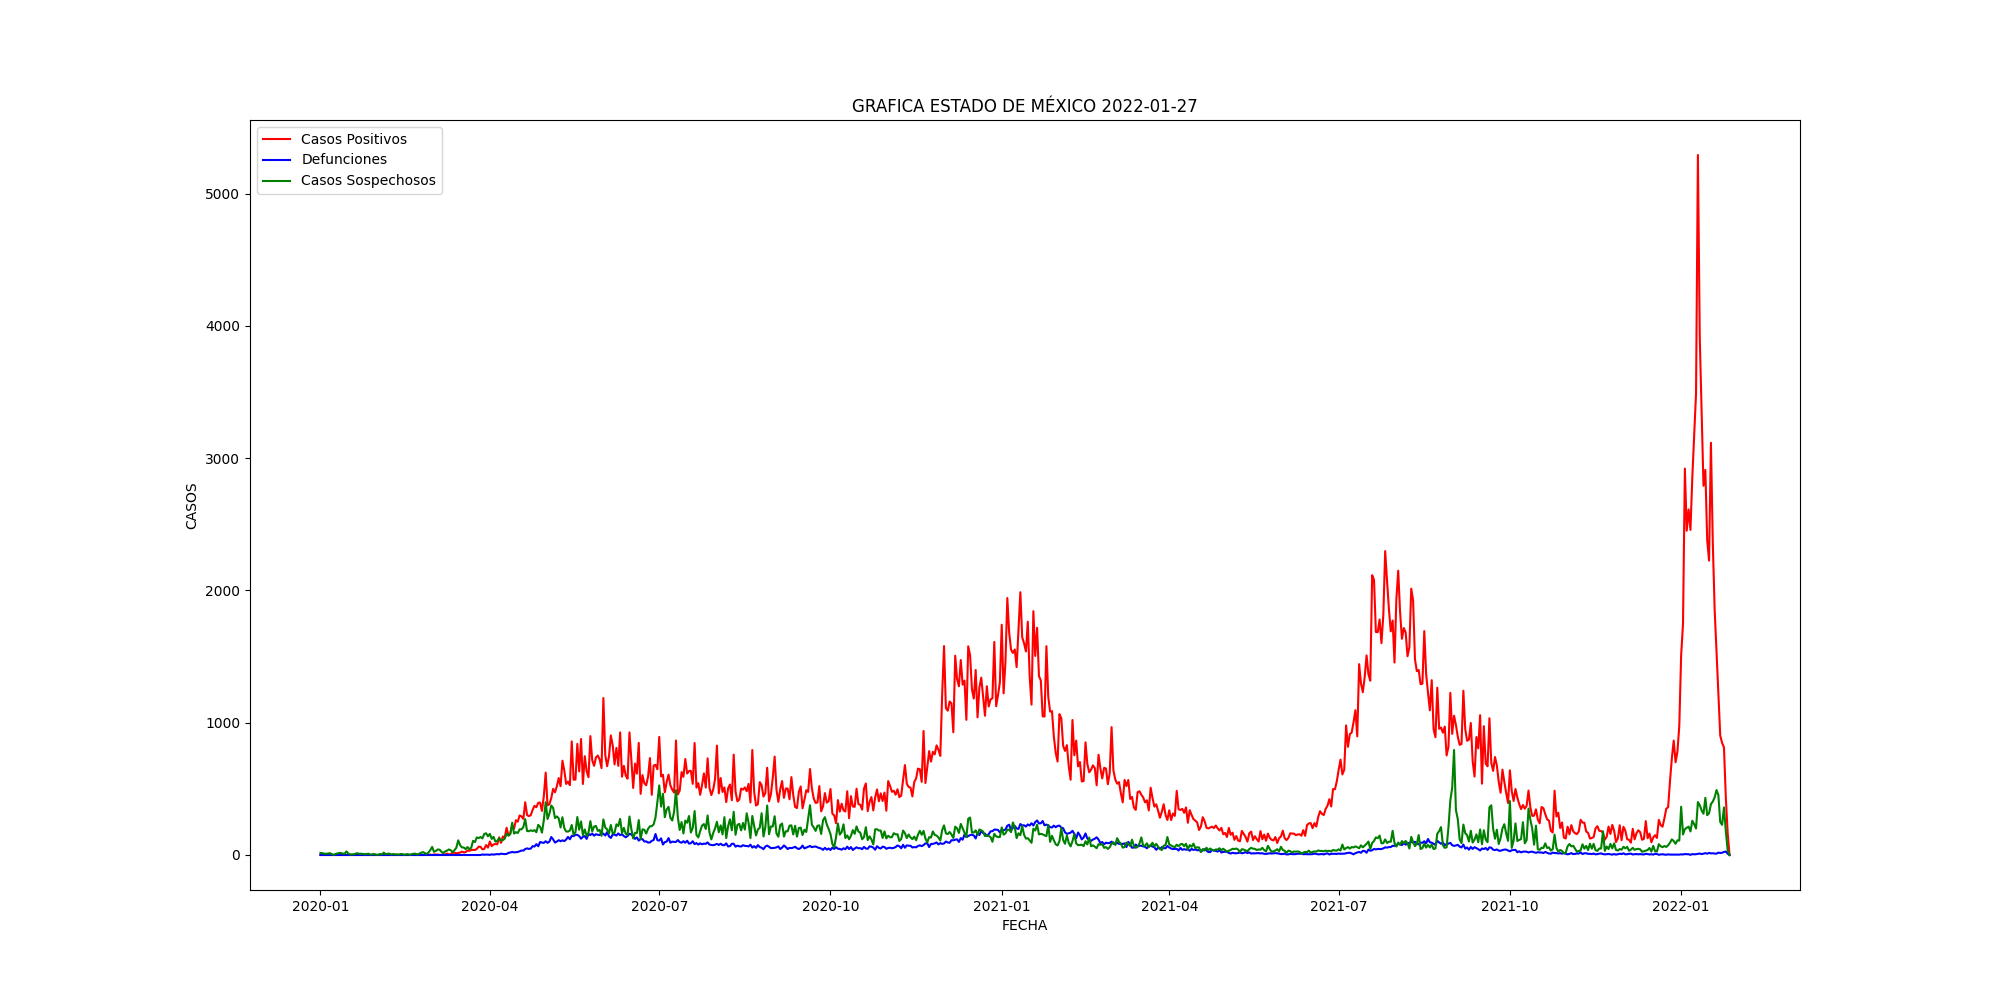 GRAFICA ESTADO DE MÉXICO 2022-01-27
Casos Positivos
Defunciones
Casos Sospechosos
5000
4000
3000
2000
1000
0
CASOS
2020-01
2020-04
2020-07
2020-10
2021-01
2021-04
2021-07
2021-10
2022-01
FECHA